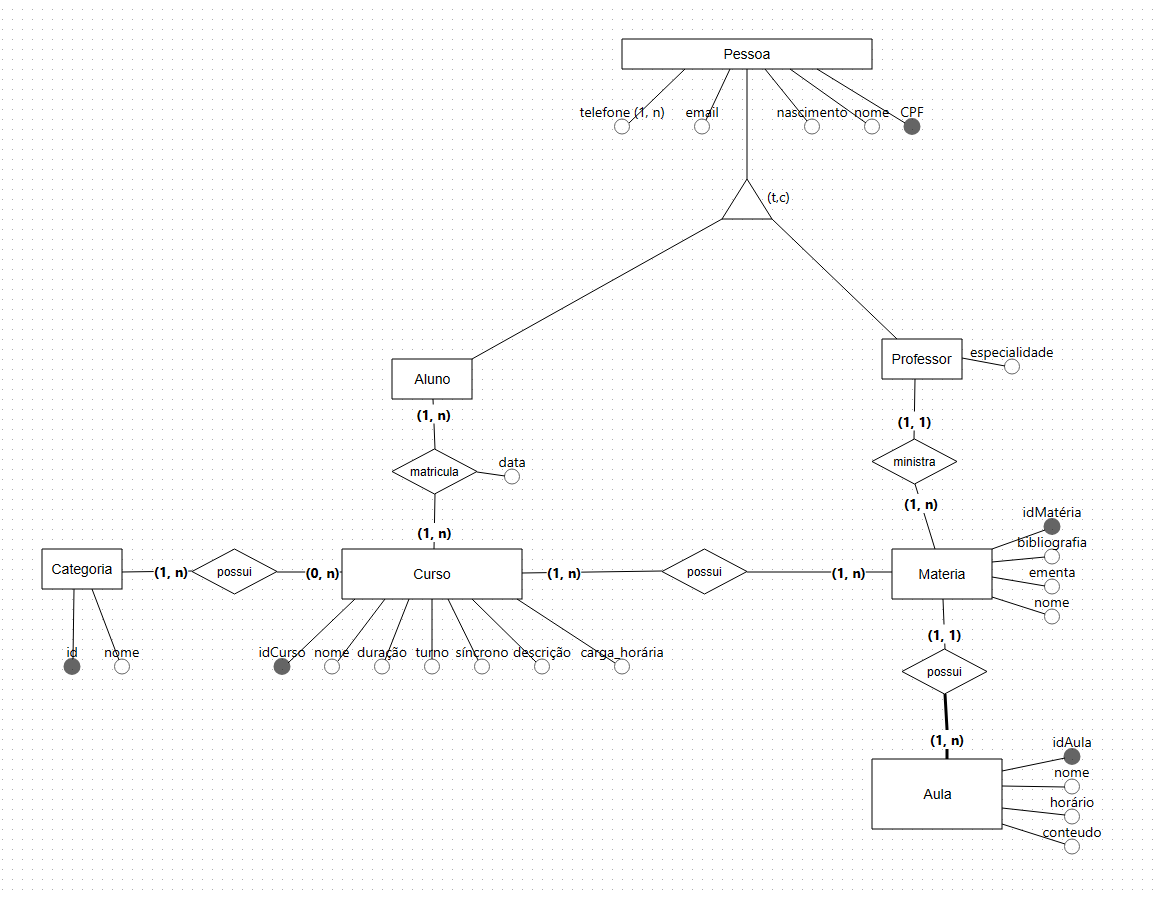 Pessoa
telefone (1, n)
email
nascimento
nome
CPF
(t,c)
Aluno
Professor
especialidade
(1, n)
(1, 1)
matricula
data
ministra
(1, n)
(1, n)
idMatéria
bibliografia
ementa
nome
Categoria
(1, n)
possui
(0, n)
Curso
(1, n)
possui
(1, n)
Materia
id
nome
idCurso
nome
duração
turno
síncrono
descrição
carga_horária
(1, 1)
possui
(1, n)
Aula
idAula
nome
horário
conteudo